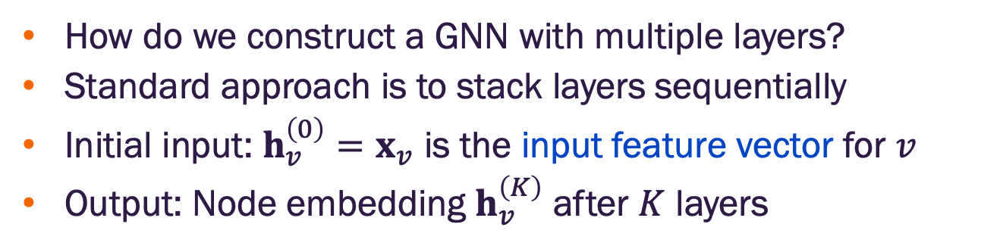 • How do we construct a GNN with multiple layers?
• Standard approach is to stack layers sequentially
• Initial input: $\mathbf{h}_v^{(0)} = \mathbf{x}_v$ is the input feature vector for $v$
• Output: Node embedding $\mathbf{h}_v^{(K)}$ after $K$ layers